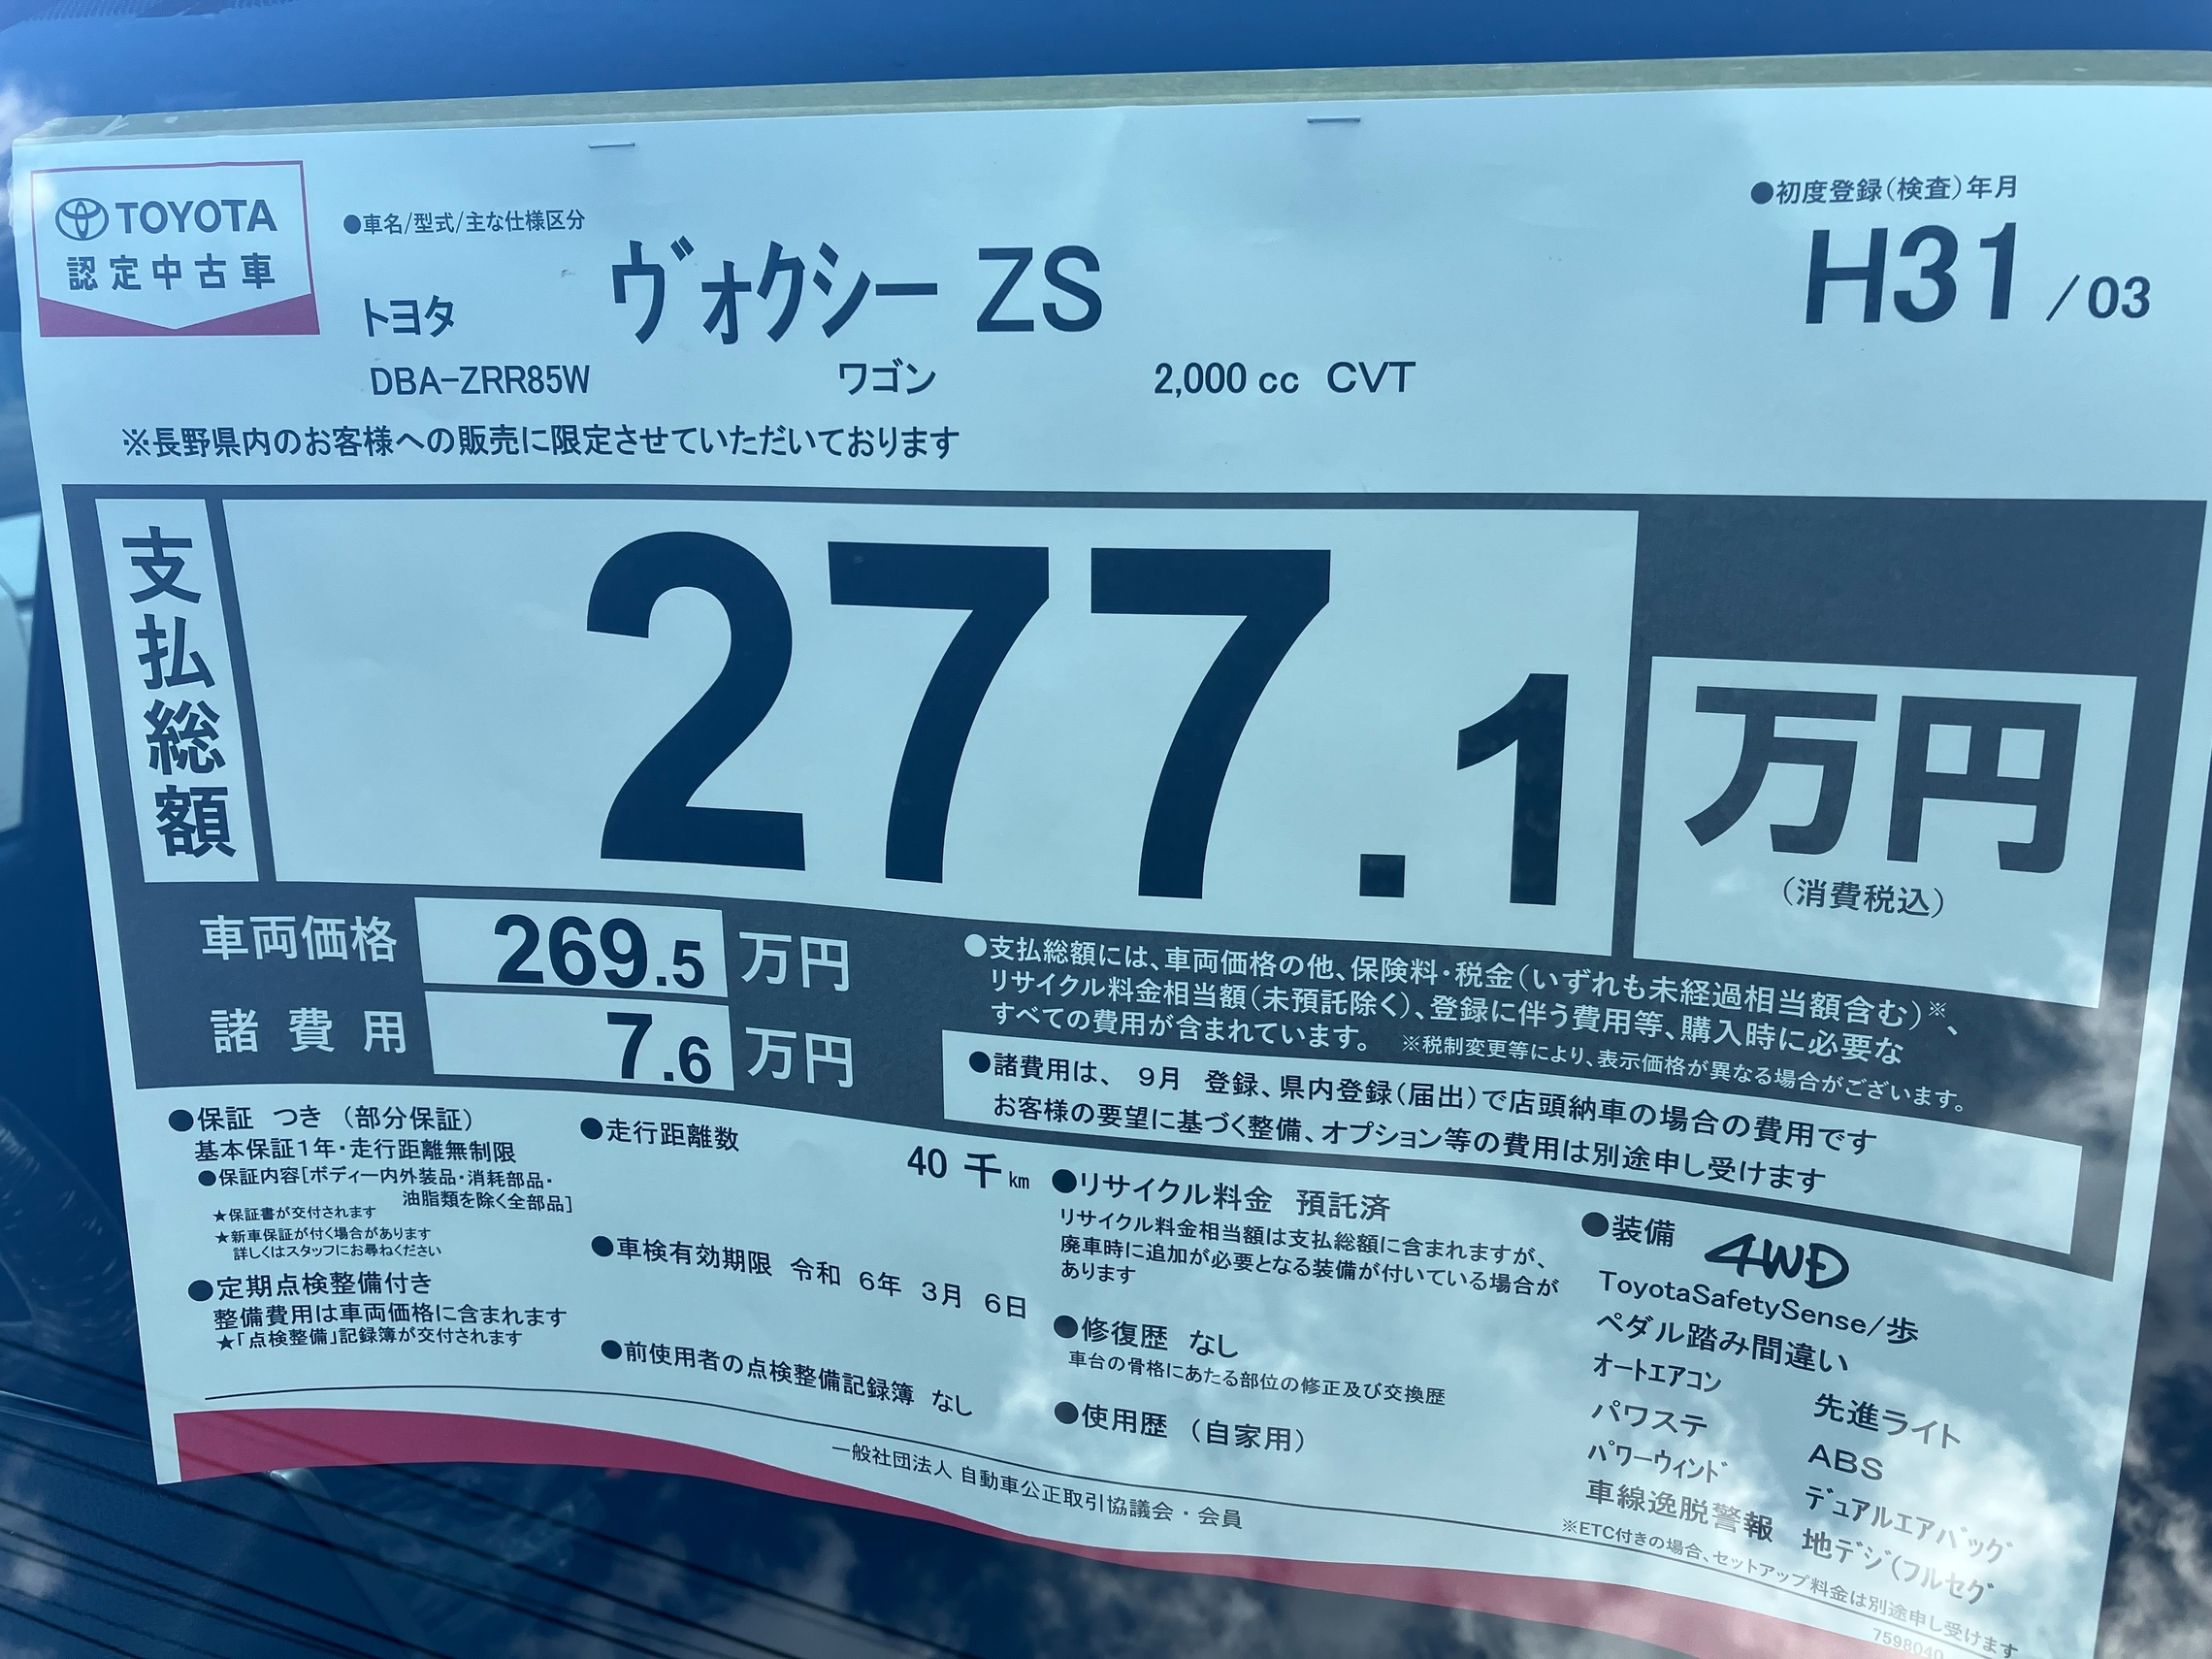 TOYOTA
認定中古車
●車名/型式/主な仕様区分
トヨタ ヴォクシー ZS
DBA-ZRR85W ワゴン 2,000 cc CVT
●初度登録(検査)年月
H31/03
※長野県内のお客様への販売に限定させていただいております
支払総額
277.1 万円
(消費税込)
車両価格 269.5 万円
諸費用 7.6 万円
●支払総額には、車両価格の他、保険料・税金(いずれも未経過相当額含む)※、
リサイクル料金相当額(未預託除く)、登録に伴う費用等、購入時に必要な
すべての費用が含まれています。 ※税制変更等により、表示価格が異なる場合がございます。
●諸費用は、 9月 登録、県内登録(届出)で店頭納車の場合の費用です
お客様の要望に基づく整備、オプション等の費用は別途申し受けます
●保証 つき (部分保証)
基本保証1年・走行距離無制限
●保証内容[ボディー内外装品・消耗部品・
油脂類を除く全部品]
★保証書が交付されます
★新車保証が付く場合があります
詳しくはスタッフにお尋ねください
●定期点検整備付き
整備費用は車両価格に含まれます
★「点検整備」記録簿が交付されます
●走行距離数
40 千km
●車検有効期限 令和 6年 3月 6日
●前使用者の点検整備記録簿 なし
●リサイクル料金 預託済
リサイクル料金相当額は支払総額に含まれますが、
廃車時に追加が必要となる装備が付いている場合が
あります
●修復歴 なし
車台の骨格にあたる部位の修正及び交換歴
●使用歴 (自家用)
●装備 4WD
ToyotaSafetySense/歩
ペダル踏み間違い
オートエアコン 先進ライト
パワステ ABS
パワーウィンドﾞ デュアルエアバッグ
車線逸脱警報 地デジ(フルセグ
※ETC付きの場合、セットアップ料金は別途申し受けます
7598040
一般社団法人 自動車公正取引協議会・会員